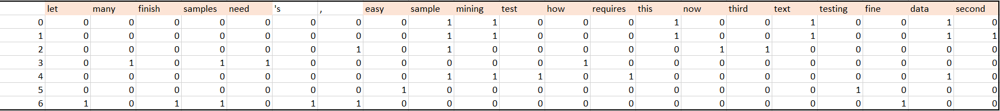 let many finish samples need 's , easy sample mining test how requires this now third text testing fine data second
0 0 0 0 0 0 0 0 0 1 1 0 0 0 1 0 0 1 0 0 1 0
1 0 0 0 0 0 0 0 0 1 1 0 0 0 1 0 0 1 0 0 1 1
2 0 0 0 0 0 0 1 0 1 0 0 0 0 0 1 1 0 0 0 0 0
3 0 1 0 1 1 0 0 0 0 0 0 1 0 0 0 0 0 0 0 0 0
4 0 0 0 0 0 0 0 0 1 1 1 0 1 0 0 0 0 0 0 1 0
5 0 0 0 0 0 0 0 1 0 0 0 0 0 0 0 0 0 1 0 0 0
6 1 0 1 1 0 1 1 0 0 0 0 0 0 0 0 0 0 0 1 0 0